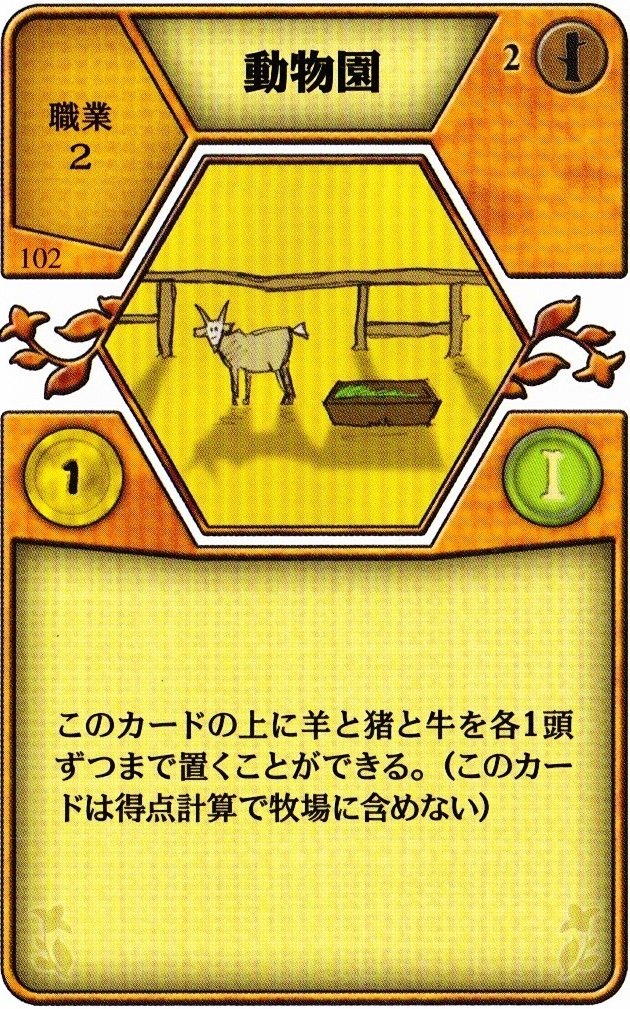 動物園
職業
2
2
102
1
I
このカードの上に羊と猪と牛を各1頭
ずつまで置くことができる。(このカー
ドは得点計算で牧場に含めない)